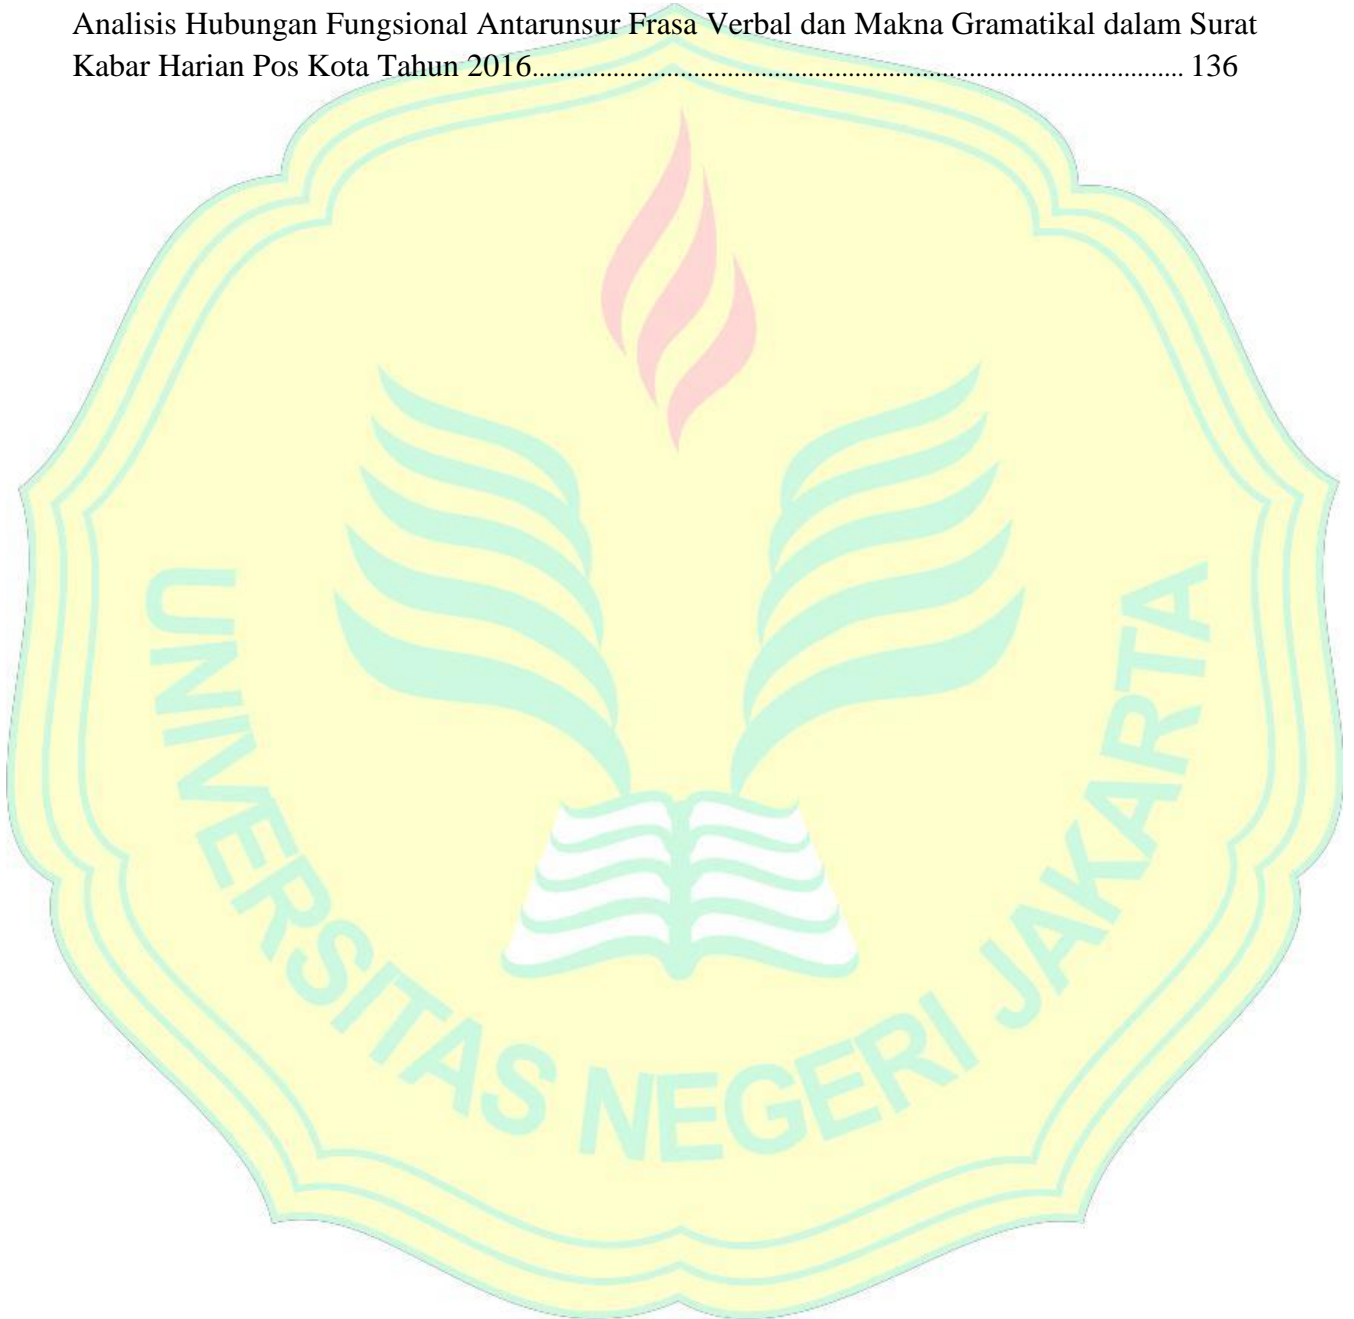 Analisis Hubungan Fungsional Antarunsur Frasa Verbal dan Makna Gramatikal dalam Surat
Kabar Harian Pos Kota Tahun 2016.................................................................................................. 136
UNIVERSITAS NEGERI JAKARTA